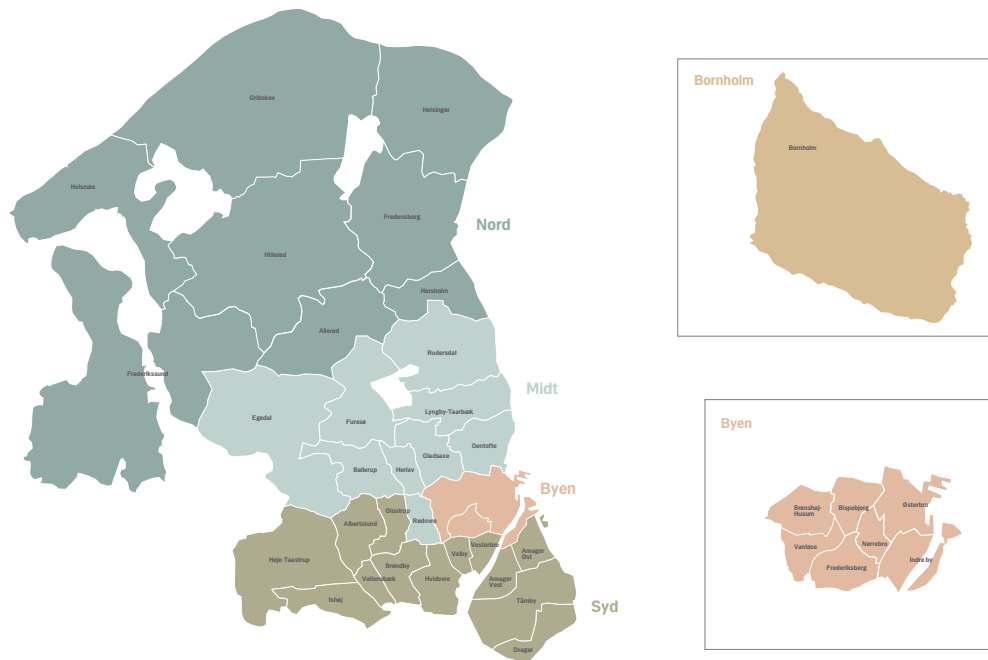 Gribskov
Helsingør
Halsnæs
Fredensborg
Nord
Hillerød
Hørsholm
Allerød
Rudersdal
Frederikssund
Midt
Egedal
Lyngby-Taarbæk
Furesø
Gentofte
Gladsaxe
Ballerup
Herlev
Byen
Glostrup
Rødovre
Albertslund
Vesterbro
Valby
Amager
Øst
Høje-Taastrup
Brøndby
Vallensbæk
Hvidovre
Amager
Vest
Ishøj
Tårnby
Syd
Dragør
Bornholm
Bornholm
Byen
Brønshøj-
Husum
Bispebjerg
Østerbro
Vanløse
Nørrebro
Frederiksberg
Indre by